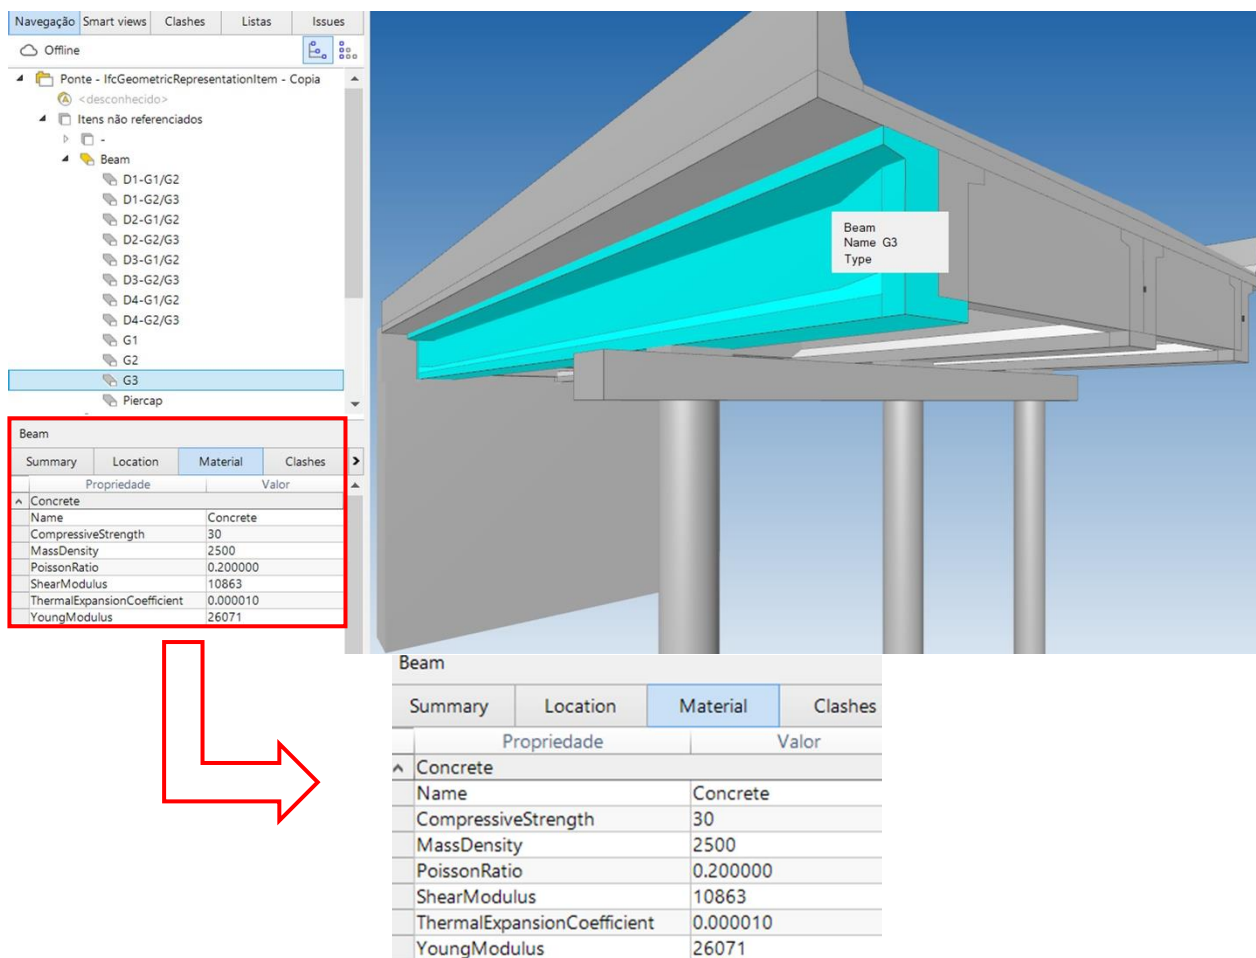 Navegação Smart views Clashes Listas Issues
Offline
Ponte - IfcGeometricRepresentationItem - Copia
<desconhecido>
Itens não referenciados
-
Beam
D1-G1/G2
D1-G2/G3
D2-G1/G2
D2-G2/G3
D3-G1/G2
D3-G2/G3
D4-G1/G2
D4-G2/G3
G1
G2
G3
Piercap
Beam
Name G3
Type
Beam
Summary Location Material Clashes
Propriedade Valor
Concrete
Name Concrete
CompressiveStrength 30
MassDensity 2500
PoissonRatio 0.200000
ShearModulus 10863
ThermalExpansionCoefficient 0.000010
YoungModulus 26071
Beam
Summary Location Material Clashes
Propriedade Valor
Concrete
Name Concrete
CompressiveStrength 30
MassDensity 2500
PoissonRatio 0.200000
ShearModulus 10863
ThermalExpansionCoefficient 0.000010
YoungModulus 26071